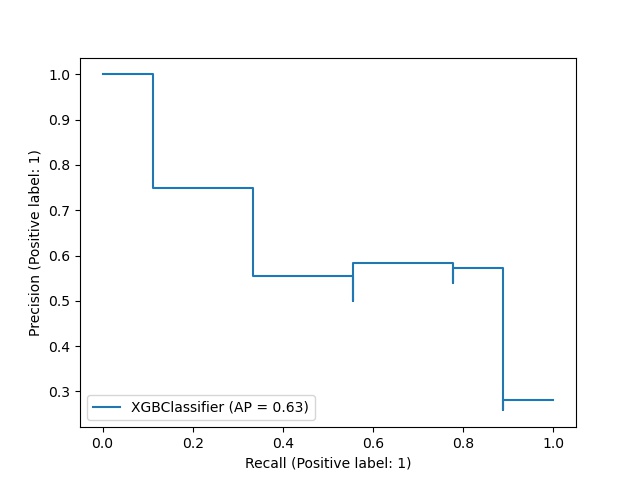 1.0
0.9
0.8
0.7
0.6
0.5
0.4
0.3
Precision (Positive label: 1)
XGBClassifier (AP = 0.63)
0.0 0.2 0.4 0.6 0.8 1.0
Recall (Positive label: 1)